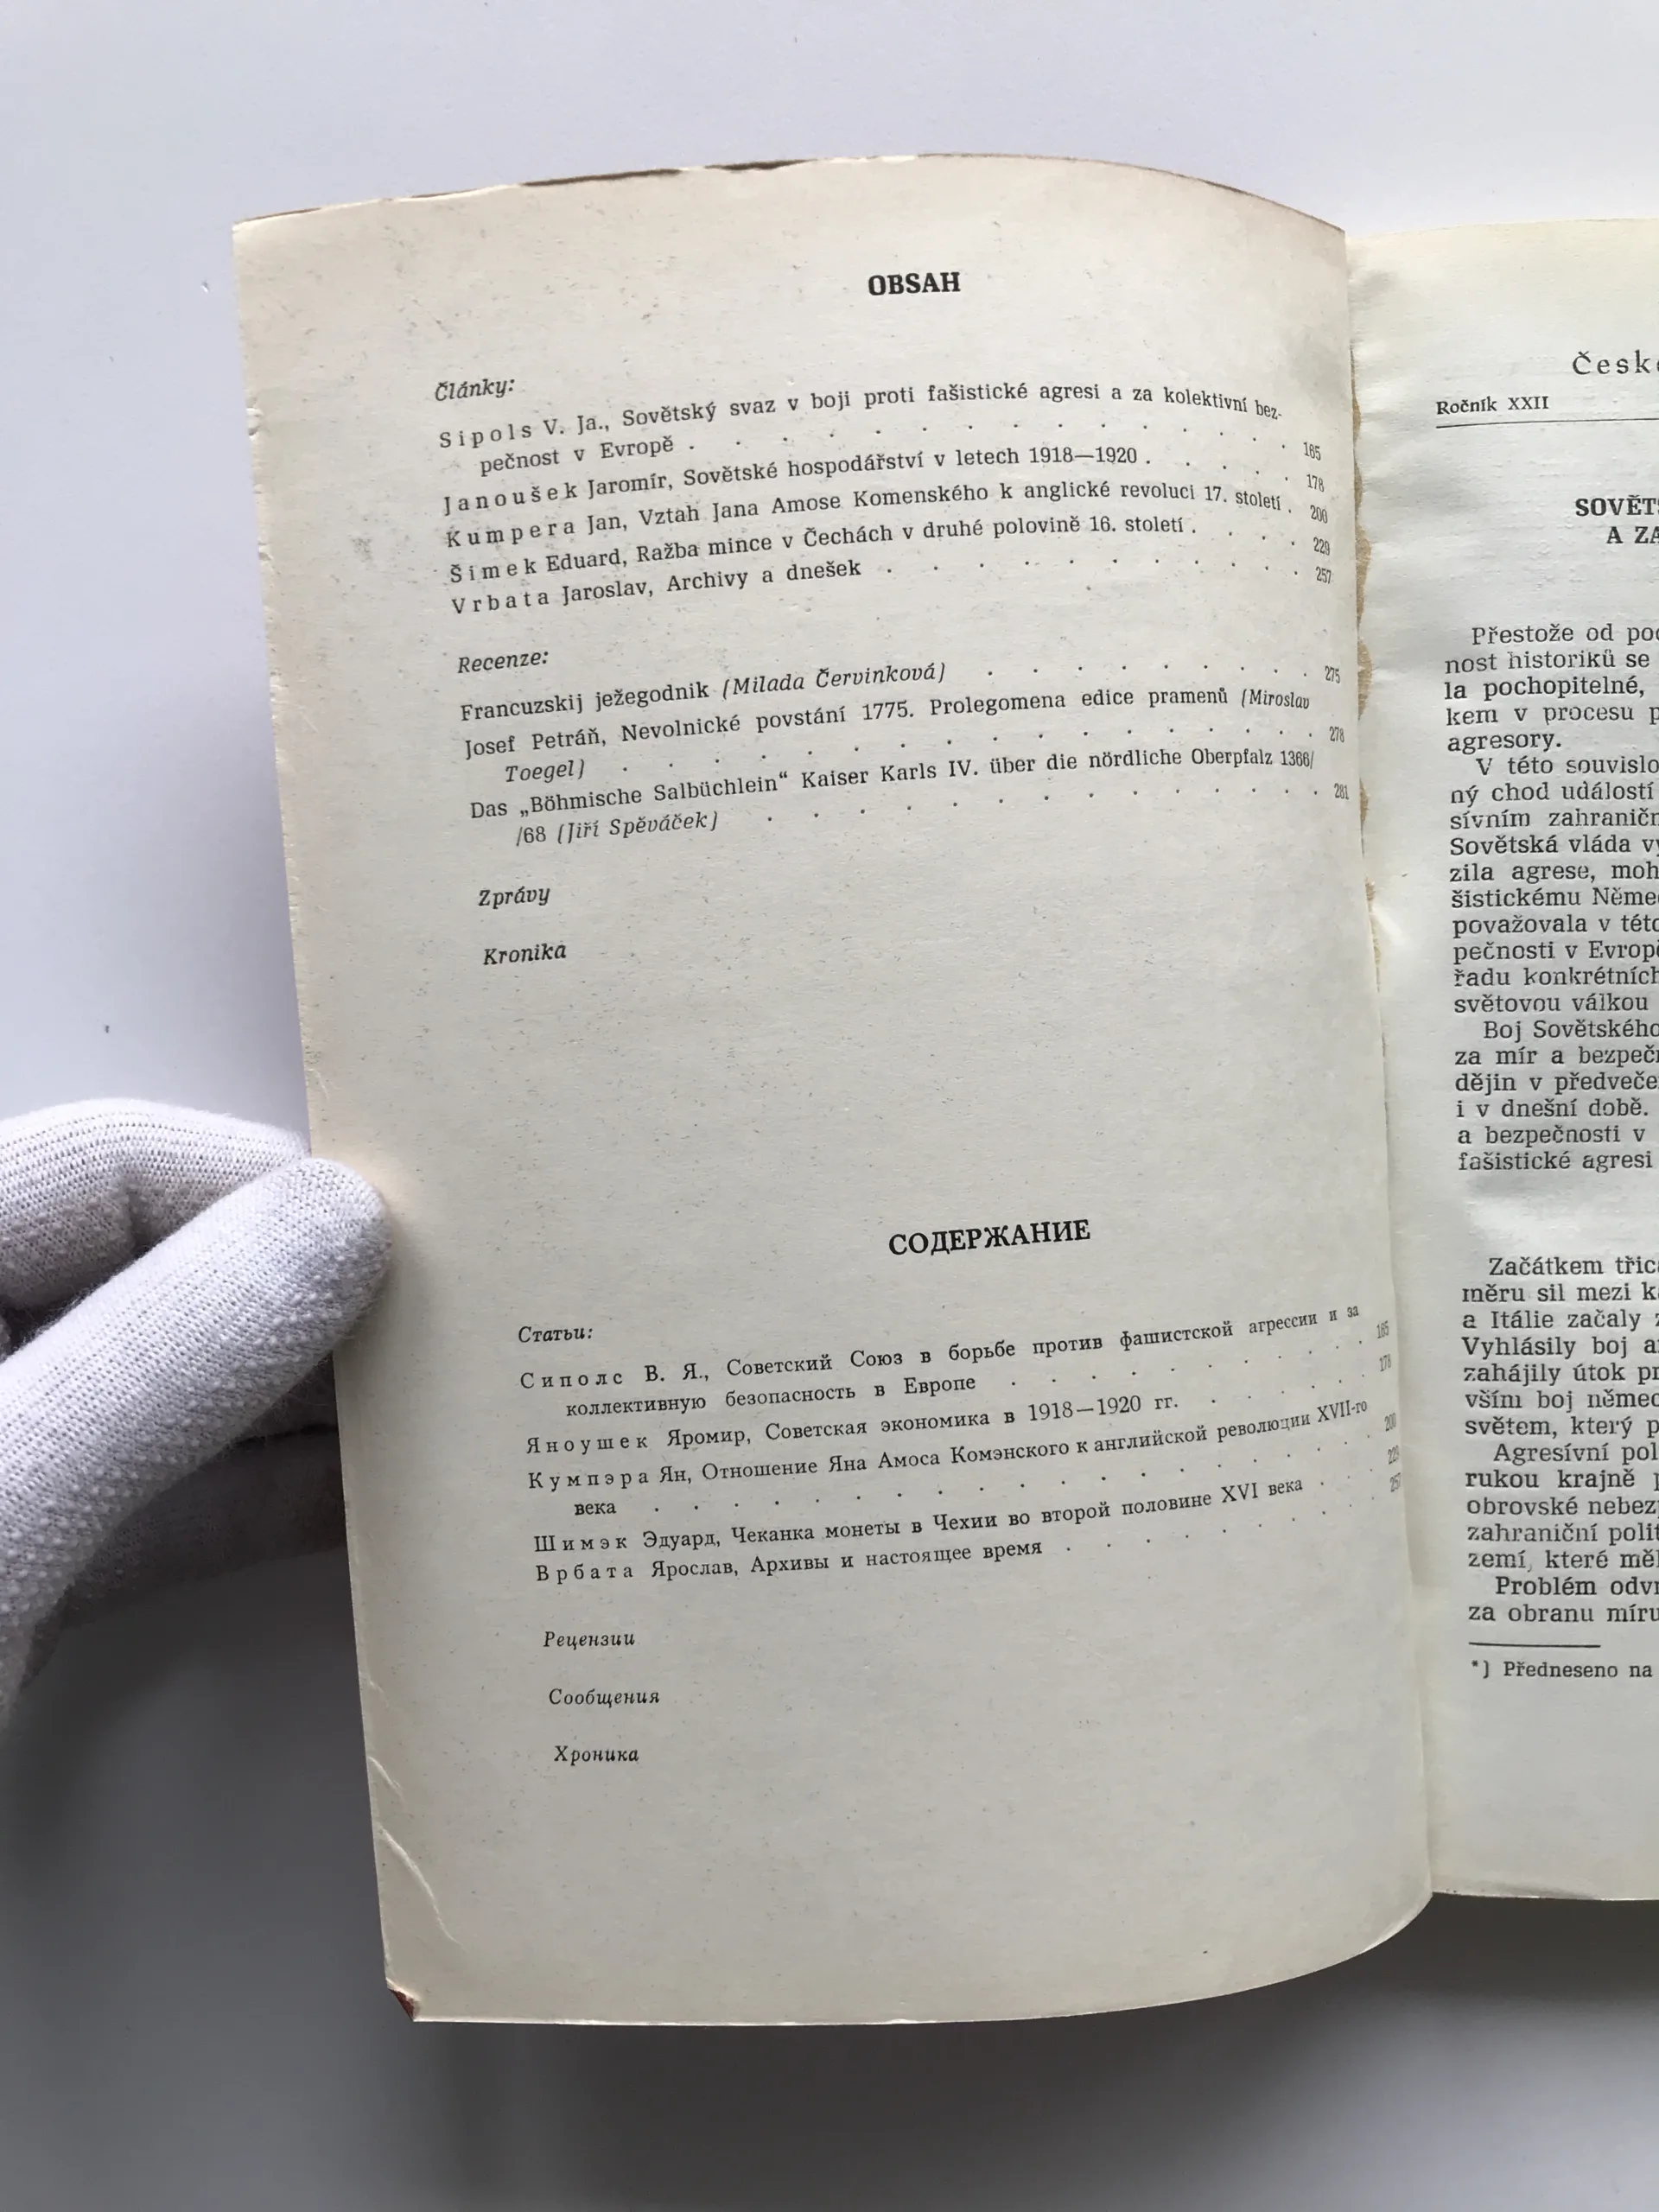 OBSAH
Články:
Sipols V. Ja., Sovětský svaz v boji proti fašistické agresi a za kolektivní bez-
pečnost v Evropě . . . . . . . . . . . . . 165
Janoušek Jaromír, Sovětské hospodářství v letech 1918—1920 . . . . . 178
Kumpera Jan, Vztah Jana Amose Komenského k anglické revoluci 17. století . 200
Šimek Eduard, Ražba mince v Čechách v druhé polovině 16. století . . . . 229
Vrbata Jaroslav, Archivy a dnešek . . . . . . . . . . 257
Recenze:
Francuzskij ježegodnik (Milada Červinková) . . . . . . . . 275
Josef Petráň, Nevolnické povstání 1775. Prolegomena edice pramenů (Miroslav
Toegel) . . . . . . . . . . . . . . . 278
Das „Böhmische Salbüchlein“ Kaiser Karls IV. über die nördliche Oberpfalz 1366/
/68 (Jiří Spěváček) . . . . . . . . . . . . . 281
Zprávy
Kronika
СОДЕРЖАНИЕ
Статьи:
Сиполс В. Я., Советский Союз в борьбе против фашистской агрессии и за
коллективную безопасность в Европе . . . . . . . . . 165
Яноушек Яромир, Советская экономика в 1918—1920 гг. . . . . . 178
Кумпэра Ян, Отношение Яна Амоса Комэнского к английской революции XVII-го
века . . . . . . . . . . . . . . 200
Шимэк Эдуард, Чеканка монеты в Чехии во второй половине XVI века . . . 229
Врбата Ярослав, Архивы и настоящее время . . . . . . . . 257
Рецензии
Сообщения
Хроника
Česko
Ročník XXII
SOVĚTS
A ZA
Přestože od poč
nost historiků se
la pochopitelné,
kem v procesu p
agresory.
V této souvislo
ný chod událostí
sívním zahraničn
Sovětská vláda vy
zila agrese, moh
šistickému Němec
považovala v této
pečnosti v Evropě
řadu konkrétních
světovou válkou
Boj Sovětského
za mír a bezpečn
dějin v předveče
i v dnešní době.
a bezpečnosti v
fašistické agresi
Začátkem třic
měru sil mezi ka
a Itálie začaly z
Vyhlásily boj a
zahájily útok pr
vším boj němec
světem, který p
Agresívní pol
rukou krajně p
obrovské nebezp
zahraniční polit
zemí, které měl
Problém odvr
za obranu míru
*) Předneseno na